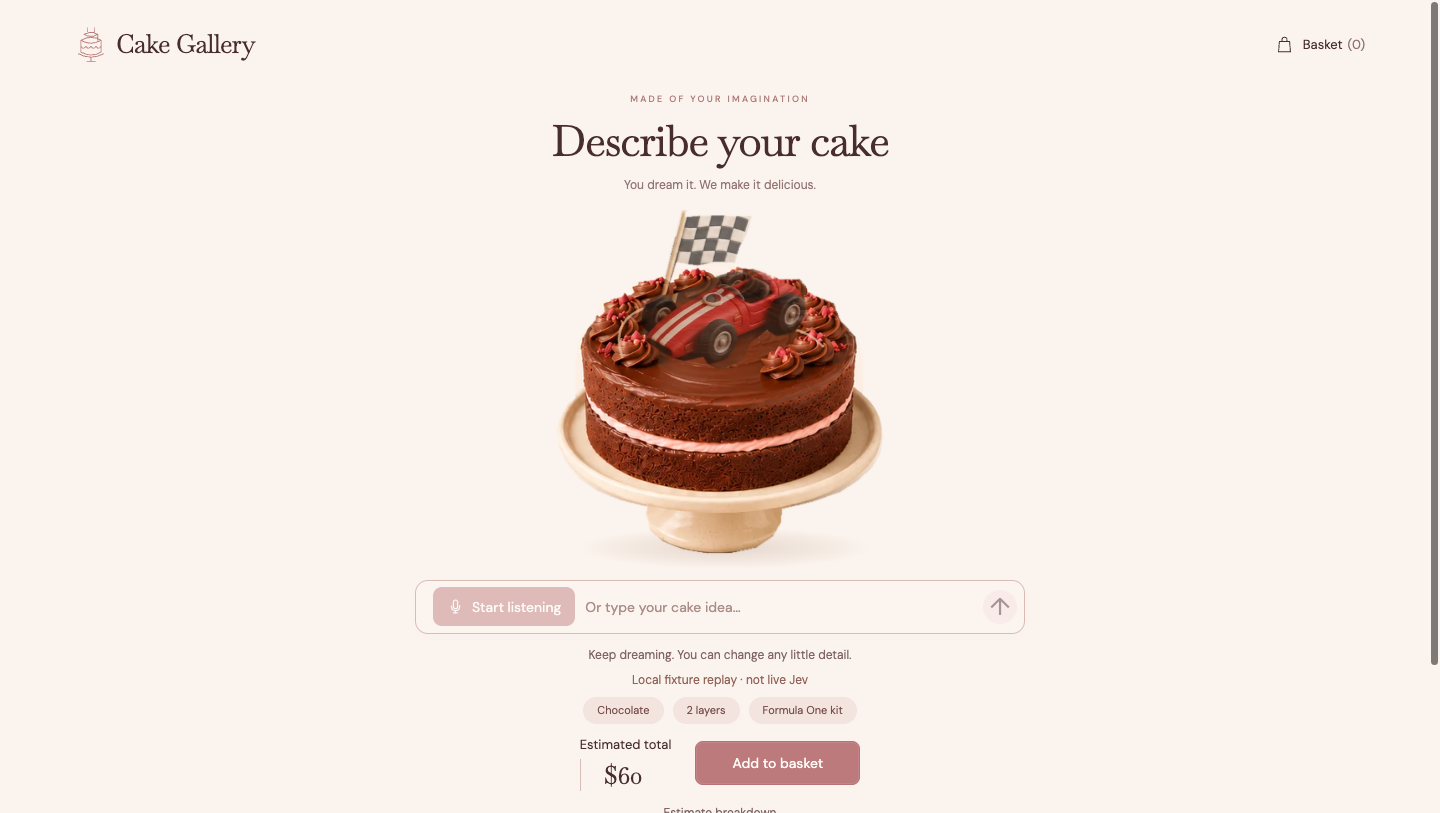 Cake Gallery
Basket (0)
MADE OF YOUR IMAGINATION
Describe your cake
You dream it. We make it delicious.
Start listening
Or type your cake idea...
Keep dreaming. You can change any little detail.
Local fixture replay · not live Jev
Chocolate
2 layers
Formula One kit
Estimated total
$60
Add to basket
Estimate breakdown